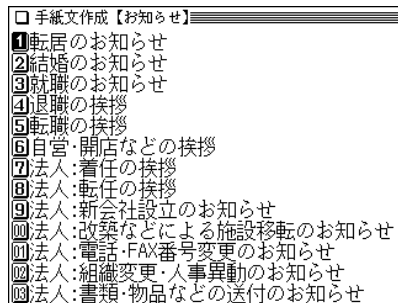 □ 手紙文作成【お知らせ】
1転居のお知らせ
2結婚のお知らせ
3就職のお知らせ
4退職の挨拶
5転職の挨拶
6自営･開店などの挨拶
7法人:着任の挨拶
8法人:転任の挨拶
9法人:新会社設立のお知らせ
00法人:改築などによる施設移転のお知らせ
01法人:電話･FAX番号変更のお知らせ
02法人:組織変更･人事異動のお知らせ
03法人:書類･物品などの送付のお知らせ